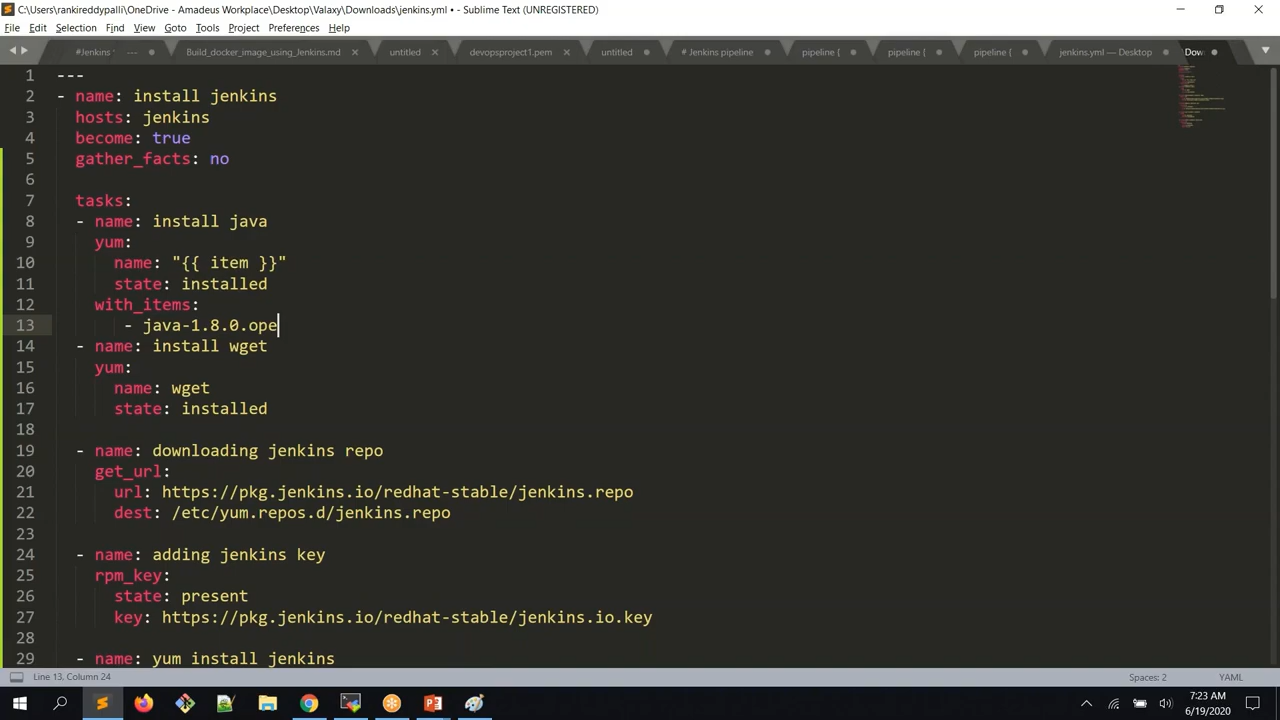 C:\Users\rankireddypalli\OneDrive - Amadeus Workplace\Desktop\Valaxy\Downloads\jenkins.yml • - Sublime Text (UNREGISTERED)
File Edit Selection Find View Goto Tools Project Preferences Help
#Jenkins --- Build_docker_image_using_Jenkins.md untitled devopsproject1.pem untitled # Jenkins pipeline pipeline { pipeline { pipeline { jenkins.yml — Desktop Dow
1 ---
2 - name: install jenkins
3 hosts: jenkins
4 become: true
5 gather_facts: no
6
7 tasks:
8 - name: install java
9 yum:
10 name: "{{ item }}"
11 state: installed
12 with_items:
13 - java-1.8.0.ope
14 - name: install wget
15 yum:
16 name: wget
17 state: installed
18
19 - name: downloading jenkins repo
20 get_url:
21 url: https://pkg.jenkins.io/redhat-stable/jenkins.repo
22 dest: /etc/yum.repos.d/jenkins.repo
23
24 - name: adding jenkins key
25 rpm_key:
26 state: present
27 key: https://pkg.jenkins.io/redhat-stable/jenkins.io.key
28
29 - name: yum install jenkins
Line 13, Column 24 Spaces: 2 YAML
7:23 AM
6/19/2020